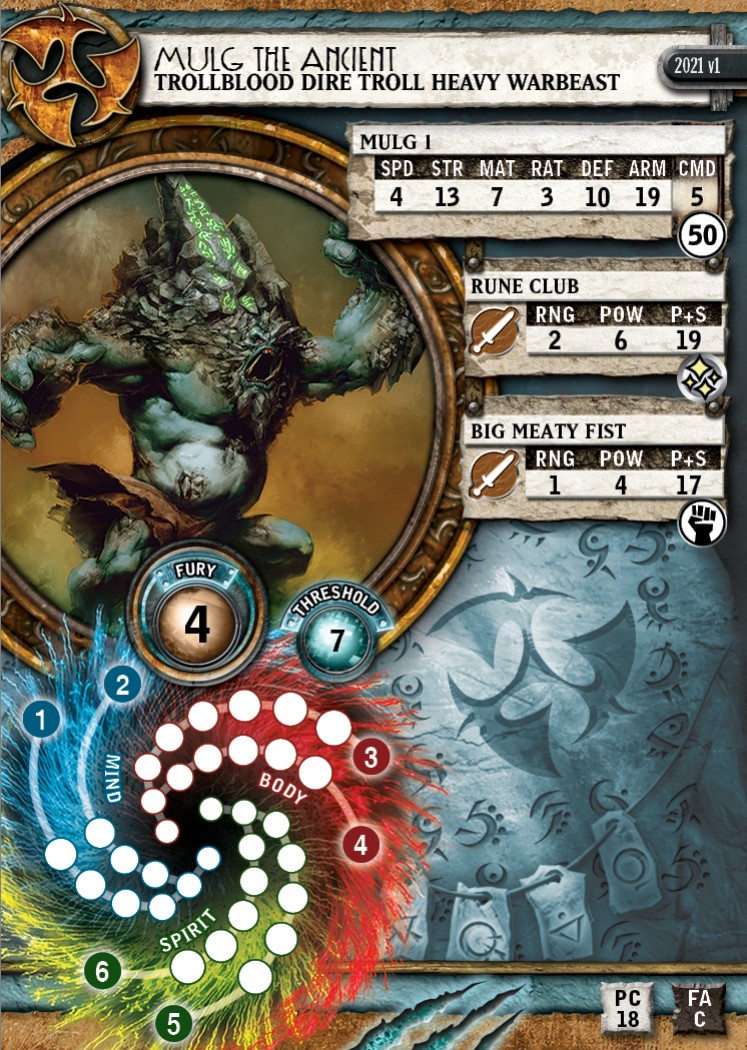 MULG THE ANCIENT
TROLLBLOOD DIRE TROLL HEAVY WARBEAST
2021 v1
MULG 1
SPD STR MAT RAT DEF ARM CMD
4 13 7 3 10 19 5
50
RUNE CLUB
RNG POW P+S
2 6 19
BIG MEATY FIST
RNG POW P+S
1 4 17
FURY
4
THRESHOLD
7
2
1
MIND
3
BODY
4
SPIRIT
6
5
PC
18
FA
C